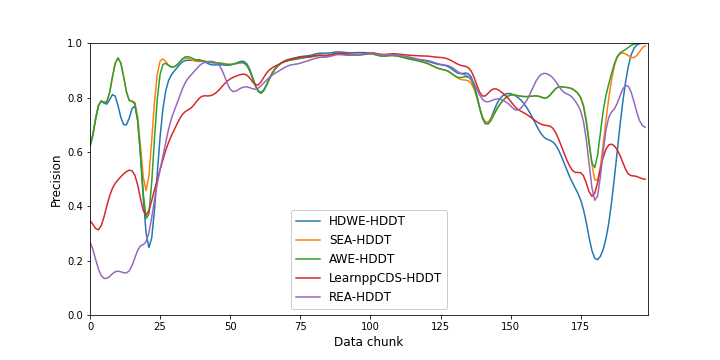 1.0
0.8
0.6
0.4
0.2
0.0
Precision
0 25 50 75 100 125 150 175
Data chunk
HDWE-HDDT
SEA-HDDT
AWE-HDDT
LearnppCDS-HDDT
REA-HDDT